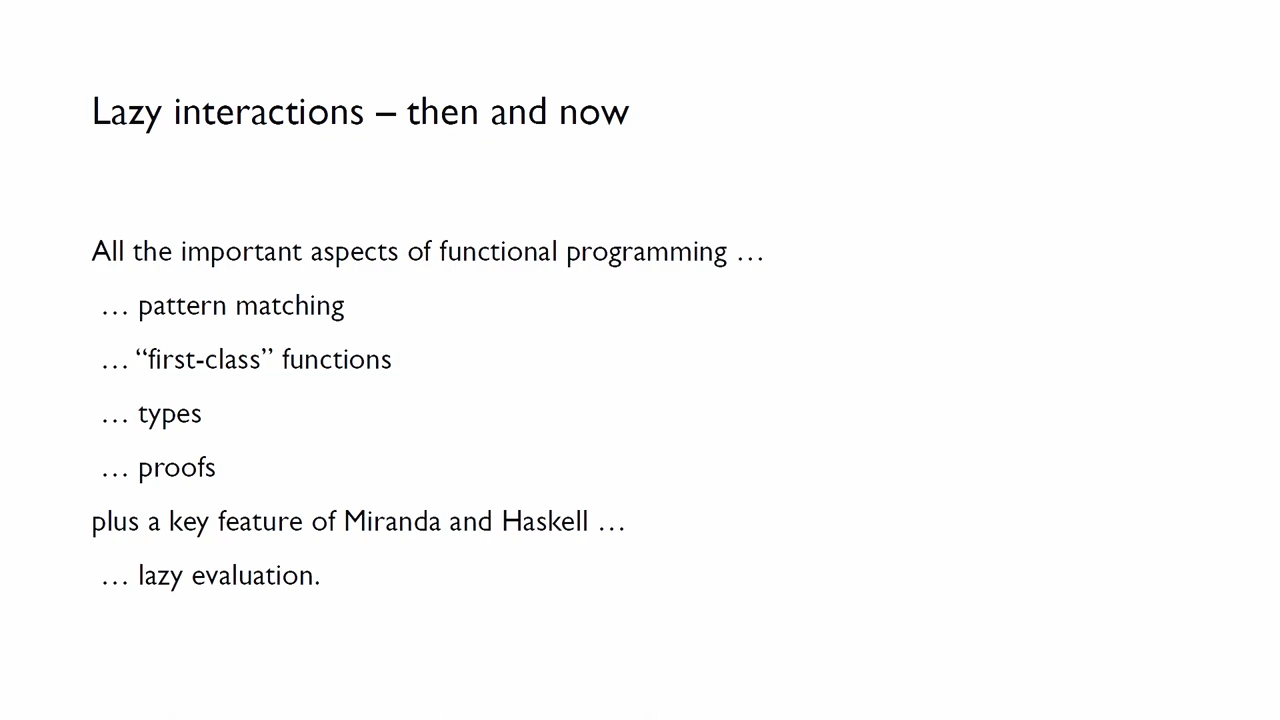 Lazy interactions – then and now
All the important aspects of functional programming …
… pattern matching
… “first-class” functions
… types
… proofs
plus a key feature of Miranda and Haskell …
… lazy evaluation.